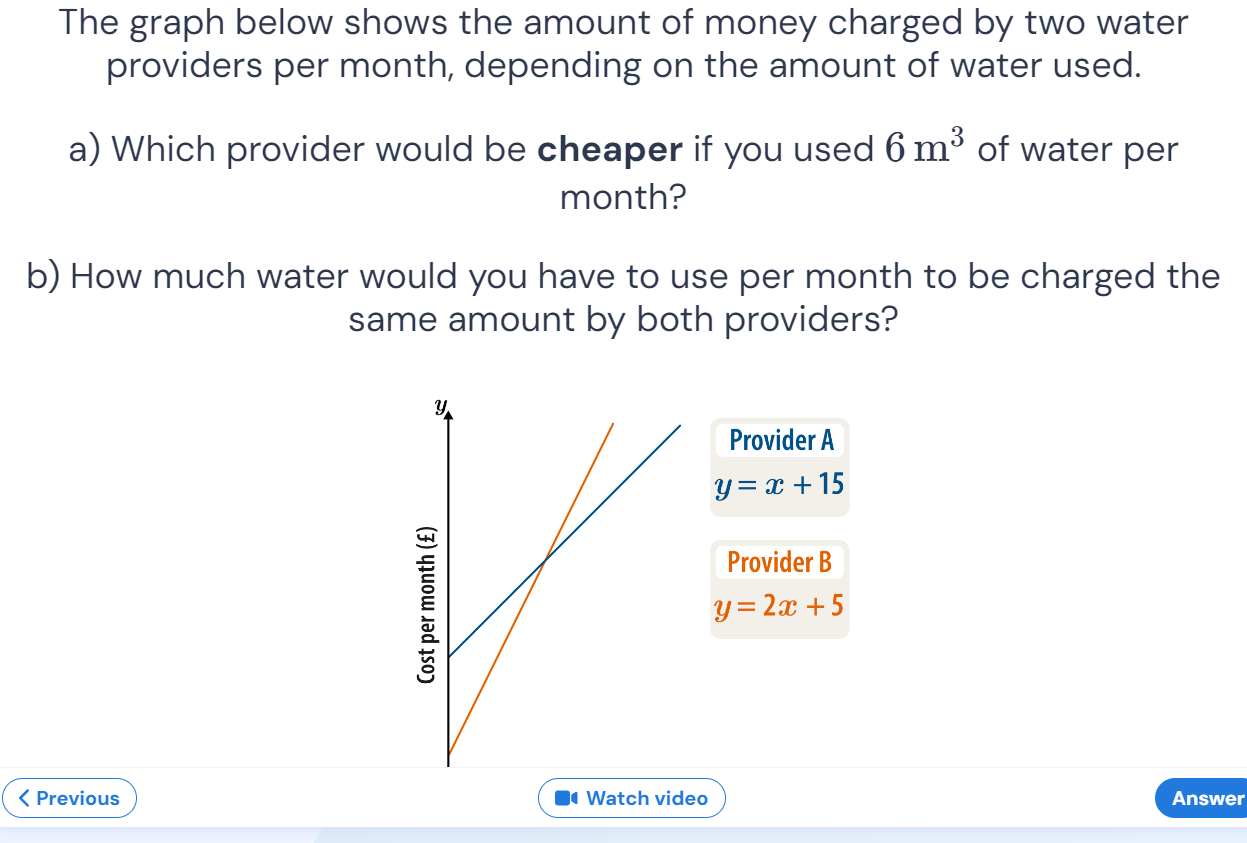 The graph below shows the amount of money charged by two water
providers per month, depending on the amount of water used.
a) Which provider would be cheaper if you used 6 m³ of water per
month?
b) How much water would you have to use per month to be charged the
same amount by both providers?
y
Cost per month (£)
Provider A
y = x + 15
Provider B
y = 2x + 5
Previous
Watch video
Answer